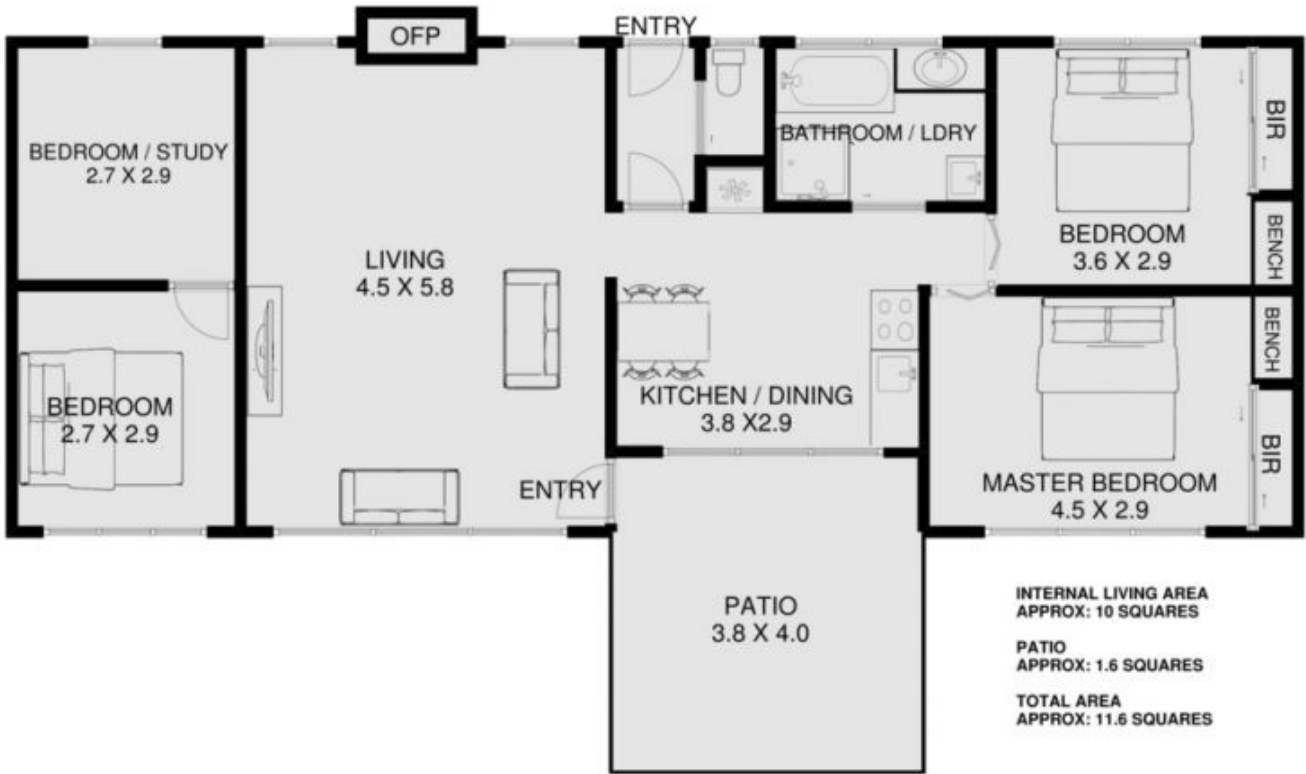 OFP
ENTRY
BEDROOM / STUDY
2.7 X 2.9
BATHROOM / LDRY
BIR
LIVING
4.5 X 5.8
BEDROOM
3.6 X 2.9
BENCH
BENCH
BEDROOM
2.7 X 2.9
KITCHEN / DINING
3.8 X2.9
BIR
ENTRY
MASTER BEDROOM
4.5 X 2.9
PATIO
3.8 X 4.0
INTERNAL LIVING AREA
APPROX: 10 SQUARES
PATIO
APPROX: 1.6 SQUARES
TOTAL AREA
APPROX: 11.6 SQUARES